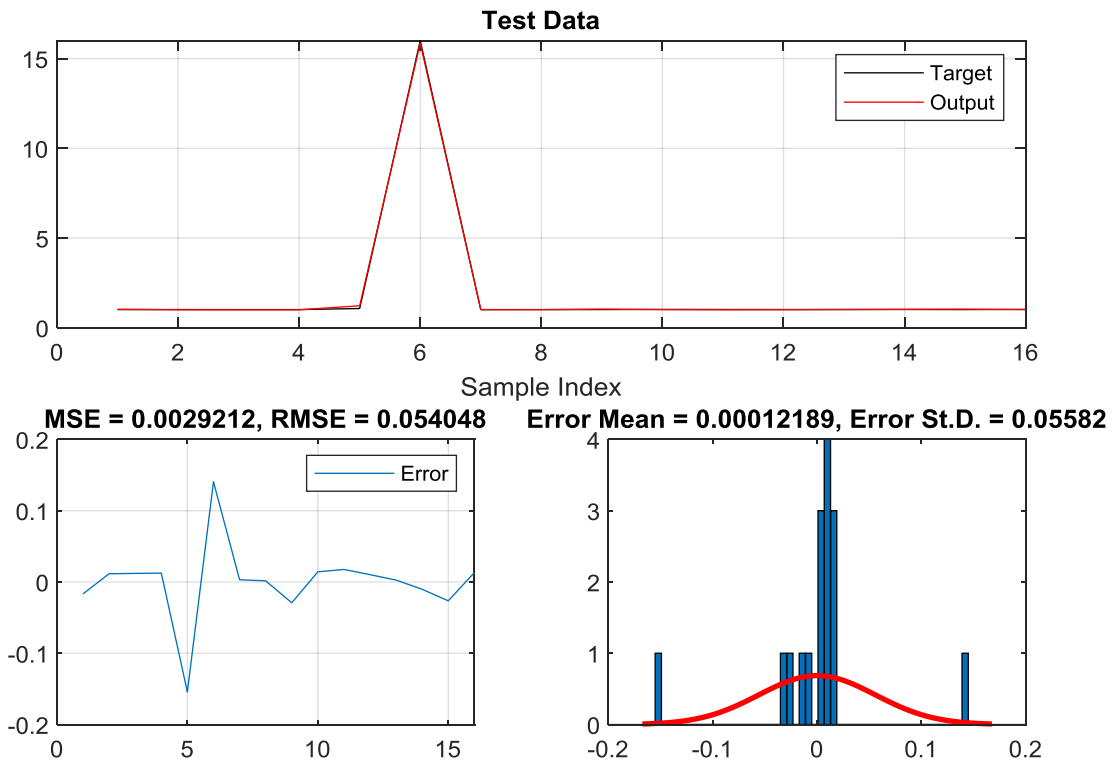 Test Data
15
10
5
0
Target
Output
0 2 4 6 8 10 12 14 16
Sample Index
MSE = 0.0029212, RMSE = 0.054048
0.2
0.1
0
-0.1
-0.2
Error
0 5 10 15
Error Mean = 0.00012189, Error St.D. = 0.05582
4
3
2
1
0
-0.2 -0.1 0 0.1 0.2